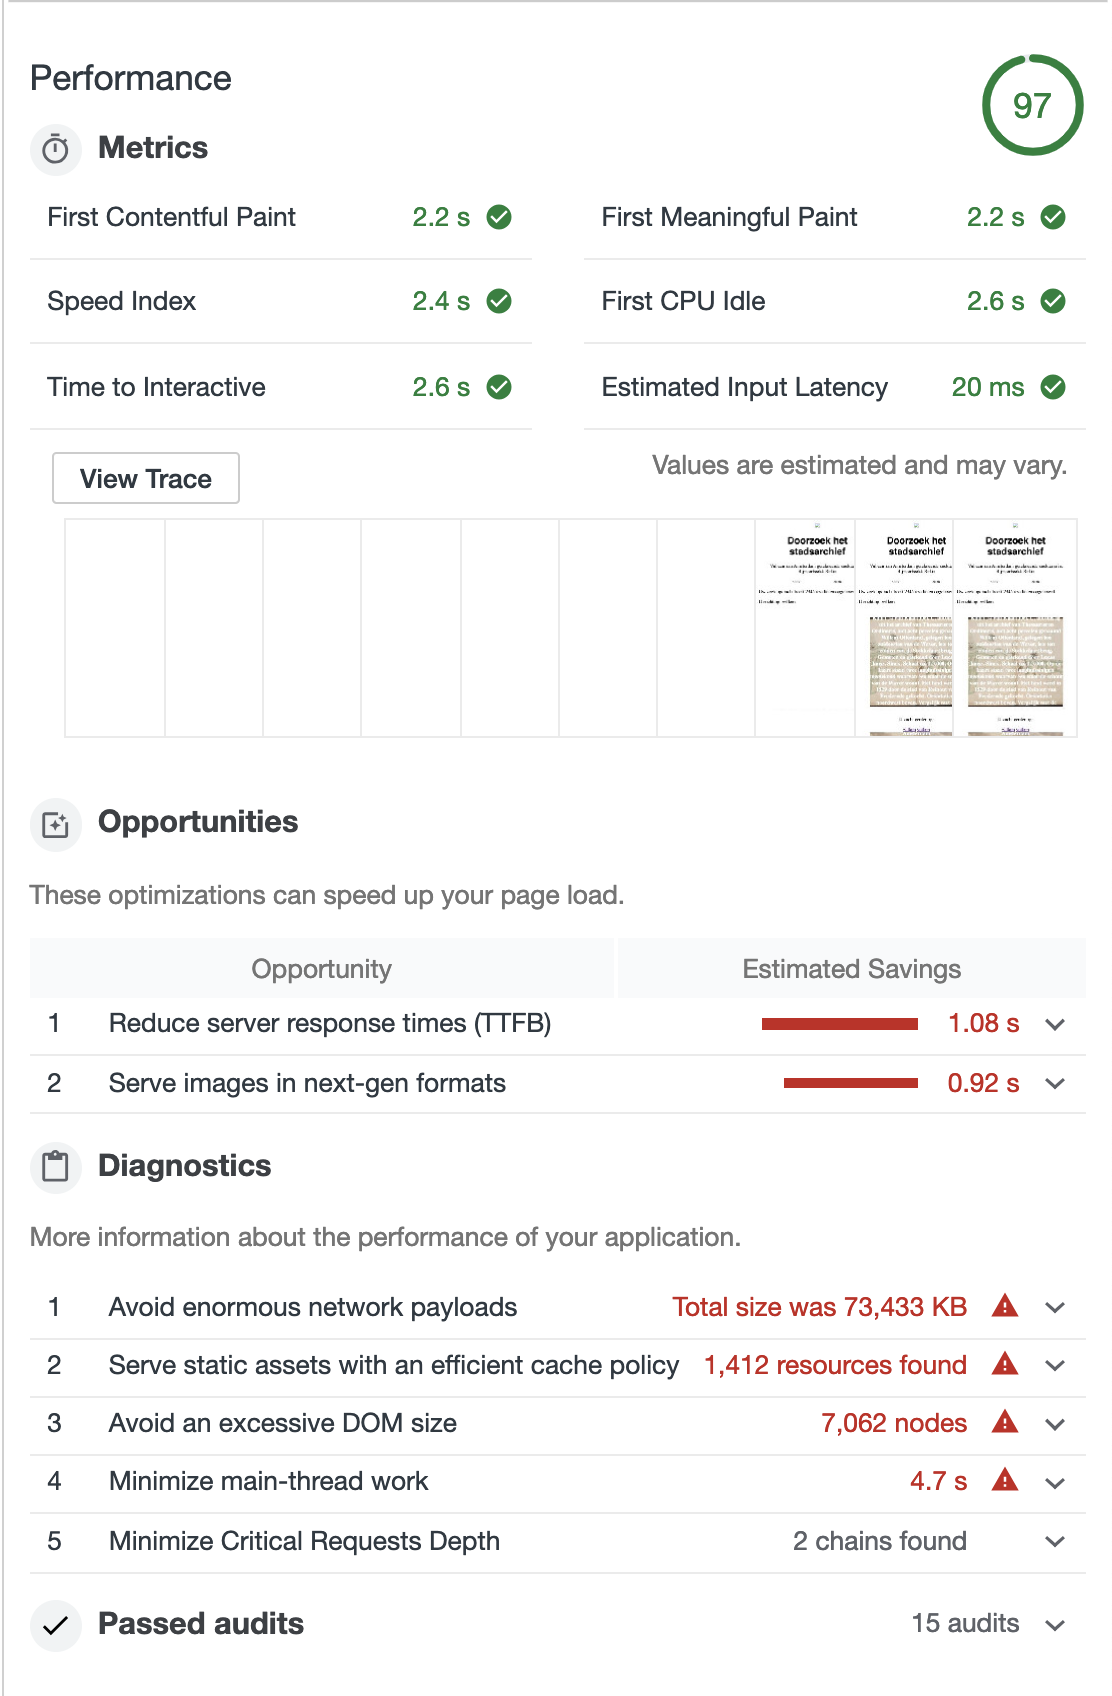 Performance
97
Metrics
First Contentful Paint 2.2 s
First Meaningful Paint 2.2 s
Speed Index 2.4 s
First CPU Idle 2.6 s
Time to Interactive 2.6 s
Estimated Input Latency 20 ms
View Trace
Values are estimated and may vary.
Doorzoek het
stadsarchief
Doorzoek het
stadsarchief
Doorzoek het
stadsarchief
Opportunities
These optimizations can speed up your page load.
Opportunity Estimated Savings
1 Reduce server response times (TTFB) 1.08 s
2 Serve images in next-gen formats 0.92 s
Diagnostics
More information about the performance of your application.
1 Avoid enormous network payloads Total size was 73,433 KB
2 Serve static assets with an efficient cache policy 1,412 resources found
3 Avoid an excessive DOM size 7,062 nodes
4 Minimize main-thread work 4.7 s
5 Minimize Critical Requests Depth 2 chains found
Passed audits 15 audits